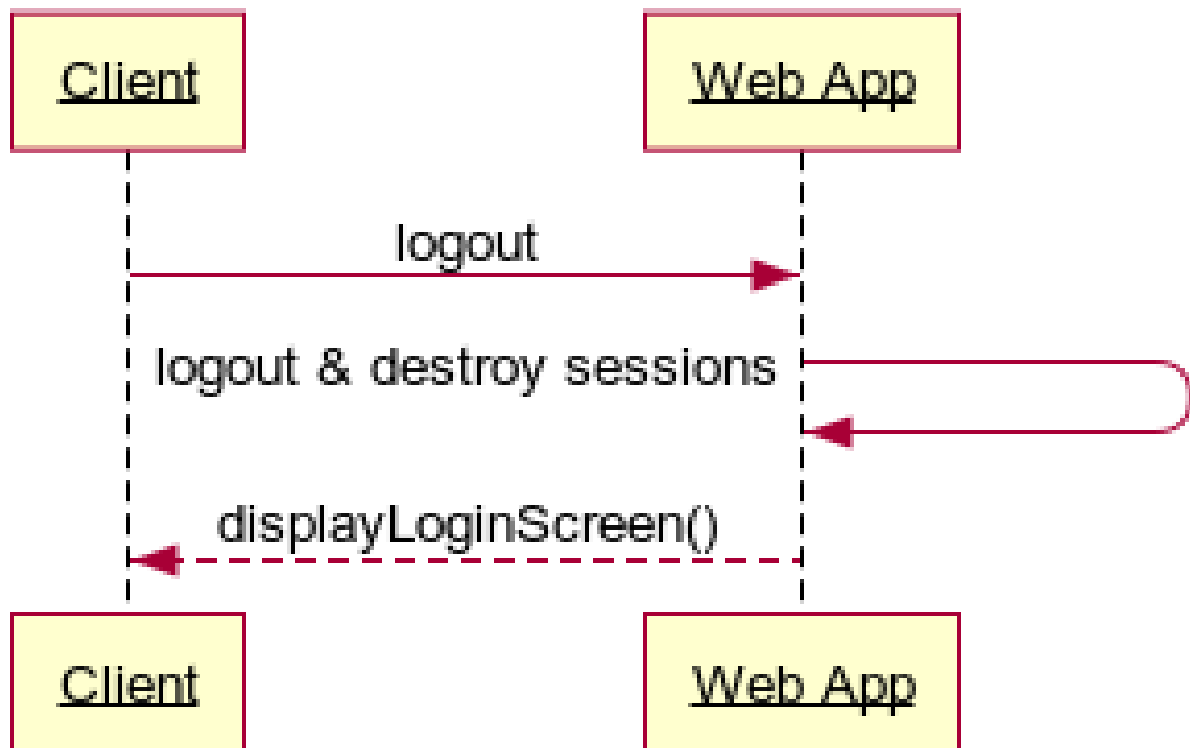 Client
Web App
logout
logout & destroy sessions
displayLoginScreen()
Client
Web App